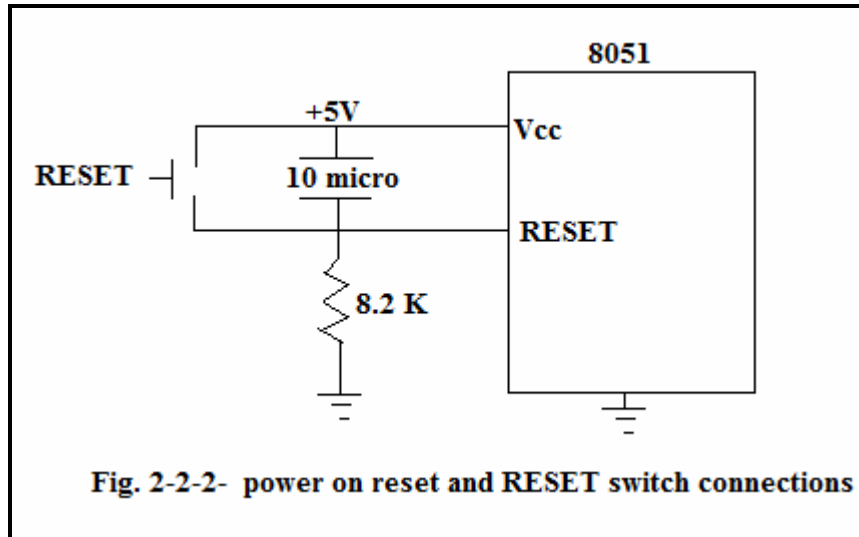 8051
+5V
Vcc
RESET
10 micro
RESET
8.2 K
Fig. 2-2-2- power on reset and RESET switch connections